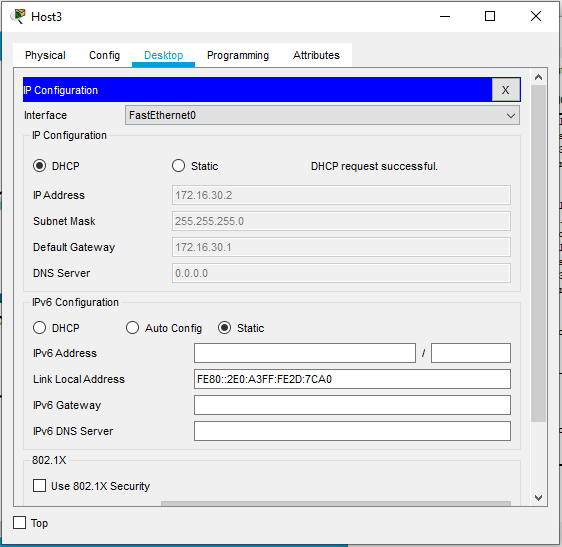 Host3
Physical Config Desktop Programming Attributes
IP Configuration X
Interface FastEthernet0
IP Configuration
DHCP Static DHCP request successful.
IP Address 172.16.30.2
Subnet Mask 255.255.255.0
Default Gateway 172.16.30.1
DNS Server 0.0.0.0
IPv6 Configuration
DHCP Auto Config Static
IPv6 Address /
Link Local Address FE80::2E0:A3FF:FE2D:7CA0
IPv6 Gateway
IPv6 DNS Server
802.1X
Use 802.1X Security
Top